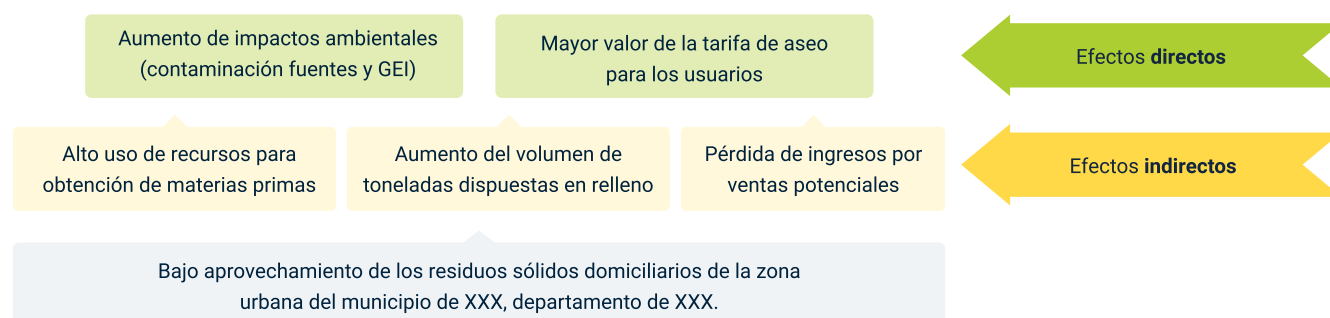 Aumento de impactos ambientales
(contaminación fuentes y GEI)
Mayor valor de la tarifa de aseo
para los usuarios
Efectos directos
Alto uso de recursos para
obtención de materias primas
Aumento del volumen de
toneladas dispuestas en relleno
Pérdida de ingresos por
ventas potenciales
Efectos indirectos
Bajo aprovechamiento de los residuos sólidos domiciliarios de la zona
urbana del municipio de XXX, departamento de XXX.